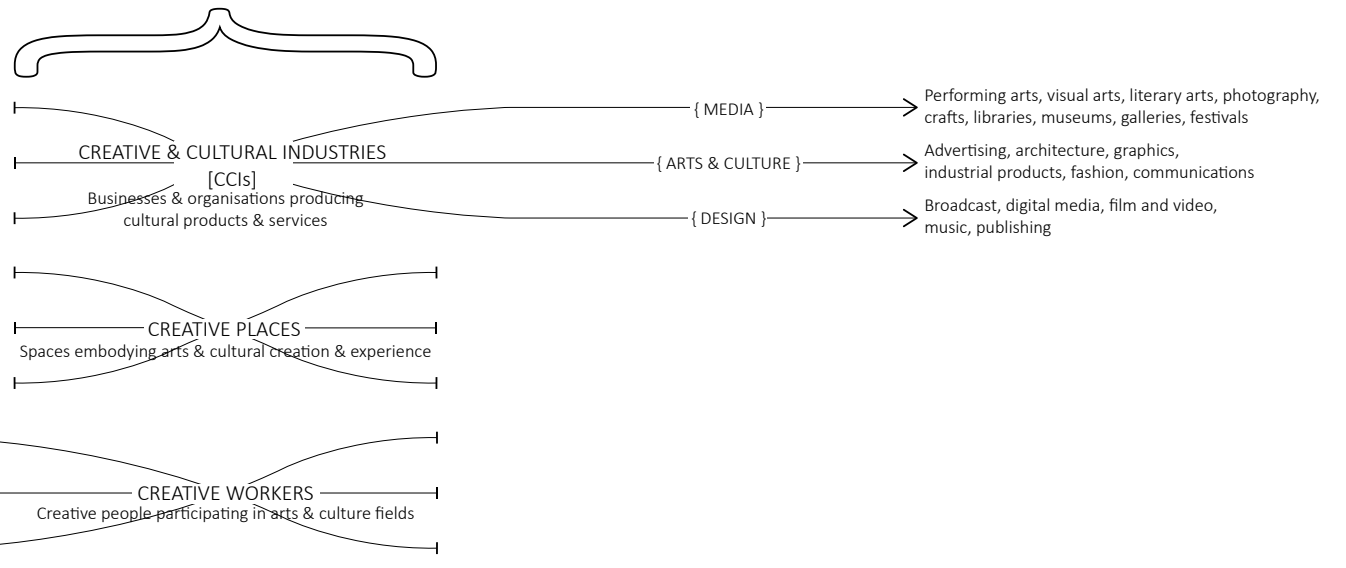 { MEDIA }
Performing arts, visual arts, literary arts, photography,
crafts, libraries, museums, galleries, festivals
CREATIVE & CULTURAL INDUSTRIES
[CCIs]
Businesses & organisations producing
cultural products & services
{ ARTS & CULTURE }
Advertising, architecture, graphics,
industrial products, fashion, communications
{ DESIGN }
Broadcast, digital media, film and video,
music, publishing
CREATIVE PLACES
Spaces embodying arts & cultural creation & experience
CREATIVE WORKERS
Creative people participating in arts & culture fields